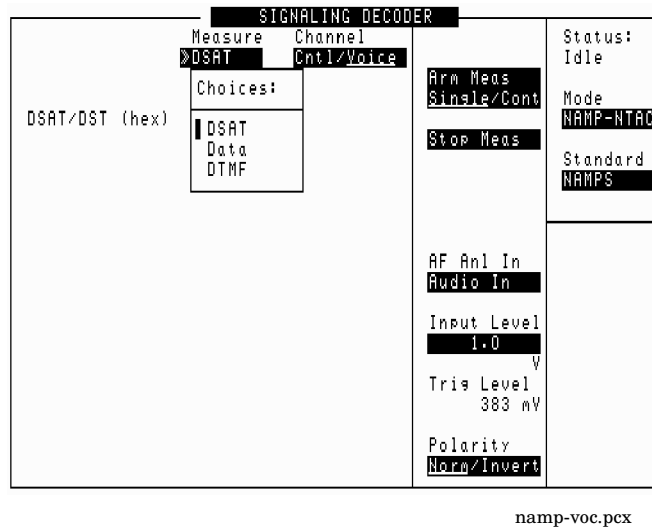 SIGNALING DECODER
Measure
»DSAT
Channel
Cntl/Voice
Choices:
DSAT
Data
DTMF
DSAT/DST (hex)
Arm Meas
Single/Cont
Stop Meas
AF Anl In
Audio In
Input Level
1.0
V
Trig Level
383 mV
Polarity
Norm/Invert
Status:
Idle
Mode
NAMP-NTAC
Standard
NAMPS
namp-voc.pcx